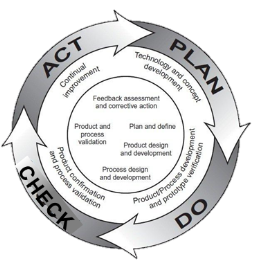 ACT
PLAN
DO
CHECK
Continual
improvement
Technology and concept
development
Product/Process development
and prototype verification
Product confirmation
and process validation
Feedback assessment
and corrective action
Product and
process
validation
Plan and define
Product design
and development
Process design
and development